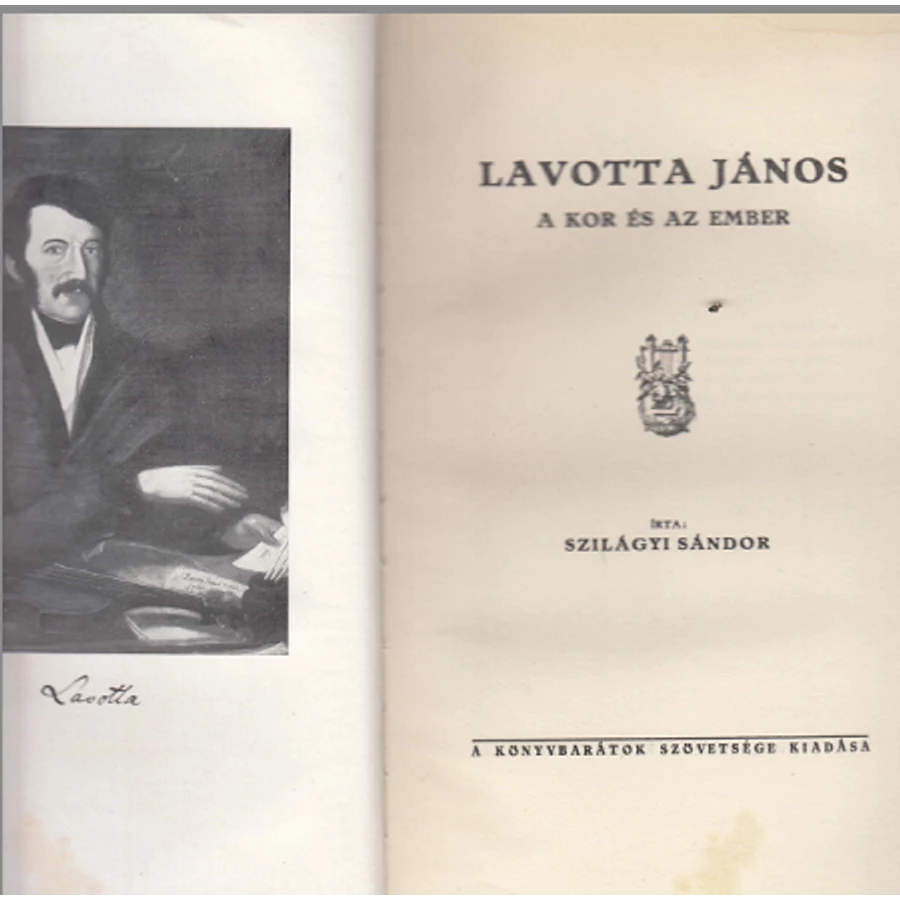 Lavotta
LAVOTTA JÁNOS
A KOR ÉS AZ EMBER
ÍRTA:
SZILÁGYI SÁNDOR
A KÖNYVBARÁTOK SZÖVETSÉGE KIADÁSA